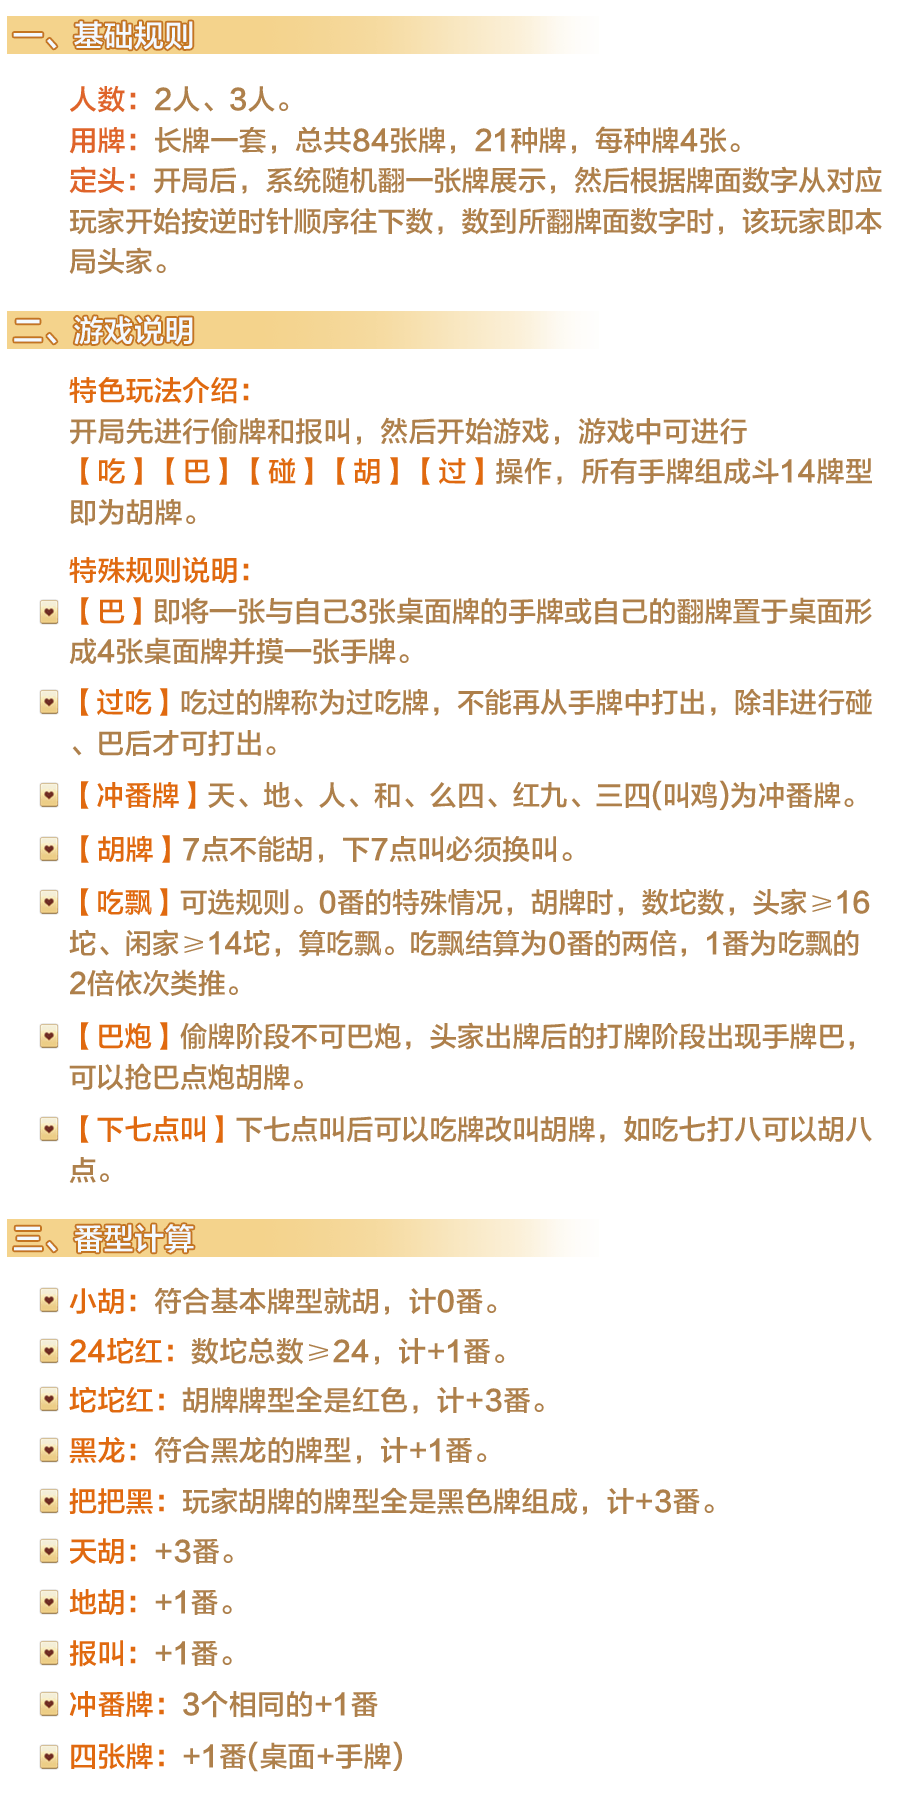 一、基础规则
人数：2人、3人。
用牌：长牌一套，总共84张牌，21种牌，每种牌4张。
定头：开局后，系统随机翻一张牌展示，然后根据牌面数字从对应
玩家开始按逆时针顺序往下数，数到所翻牌面数字时，该玩家即本
局头家。
二、游戏说明
特色玩法介绍：
开局先进行偷牌和报叫，然后开始游戏，游戏中可进行
【吃】【巴】【碰】【胡】【过】操作，所有手牌组成斗14牌型
即为胡牌。
特殊规则说明：
【巴】即将一张与自己3张桌面牌的手牌或自己的翻牌置于桌面形
成4张桌面牌并摸一张手牌。
【过吃】吃过的牌称为过吃牌，不能再从手牌中打出，除非进行碰
、巴后才可打出。
【冲番牌】天、地、人、和、么四、红九、三四(叫鸡)为冲番牌。
【胡牌】7点不能胡，下7点叫必须换叫。
【吃飘】可选规则。0番的特殊情况，胡牌时，数坨数，头家≥16
坨、闲家≥14坨，算吃飘。吃飘结算为0番的两倍，1番为吃飘的
2倍依次类推。
【巴炮】偷牌阶段不可巴炮，头家出牌后的打牌阶段出现手牌巴，
可以抢巴点炮胡牌。
【下七点叫】下七点叫后可以吃牌改叫胡牌，如吃七打八可以胡八
点。
三、番型计算
小胡：符合基本牌型就胡，计0番。
24坨红：数坨总数≥24，计+1番。
坨坨红：胡牌牌型全是红色，计+3番。
黑龙：符合黑龙的牌型，计+1番。
把把黑：玩家胡牌的牌型全是黑色牌组成，计+3番。
天胡：+3番。
地胡：+1番。
报叫：+1番。
冲番牌：3个相同的+1番
四张牌：+1番(桌面+手牌)